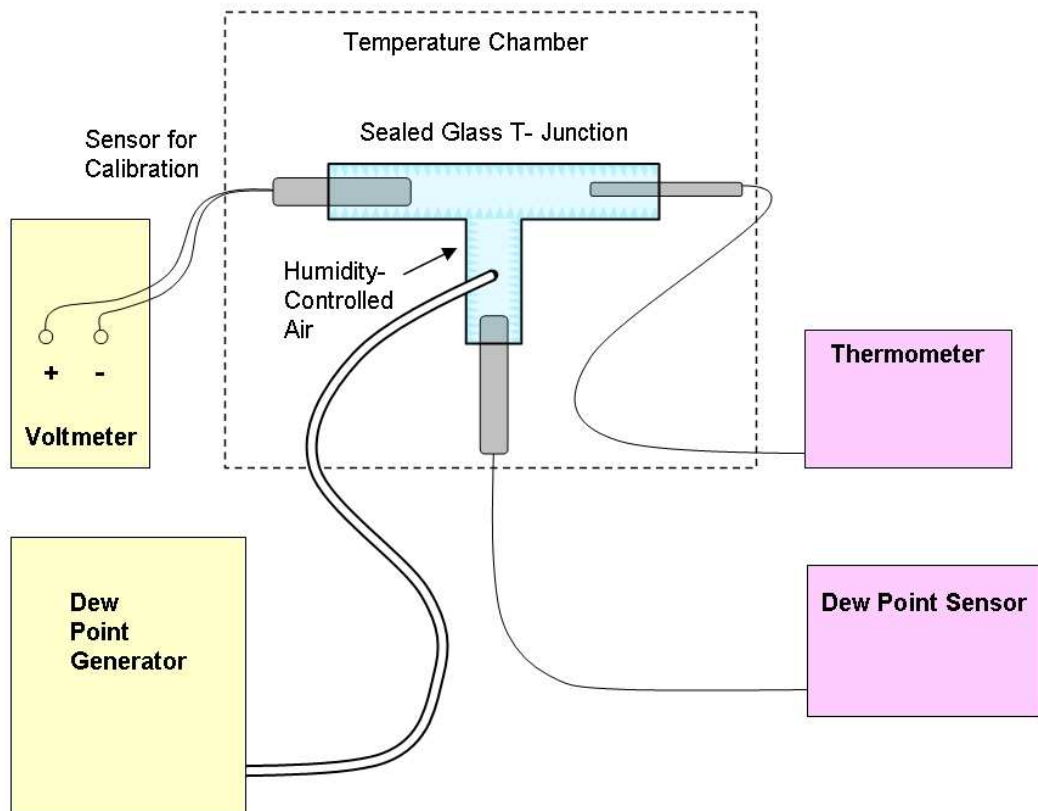 Temperature Chamber
Sealed Glass T- Junction
Sensor for
Calibration
Humidity-
Controlled
Air
+ -
Voltmeter
Thermometer
Dew
Point
Generator
Dew Point Sensor